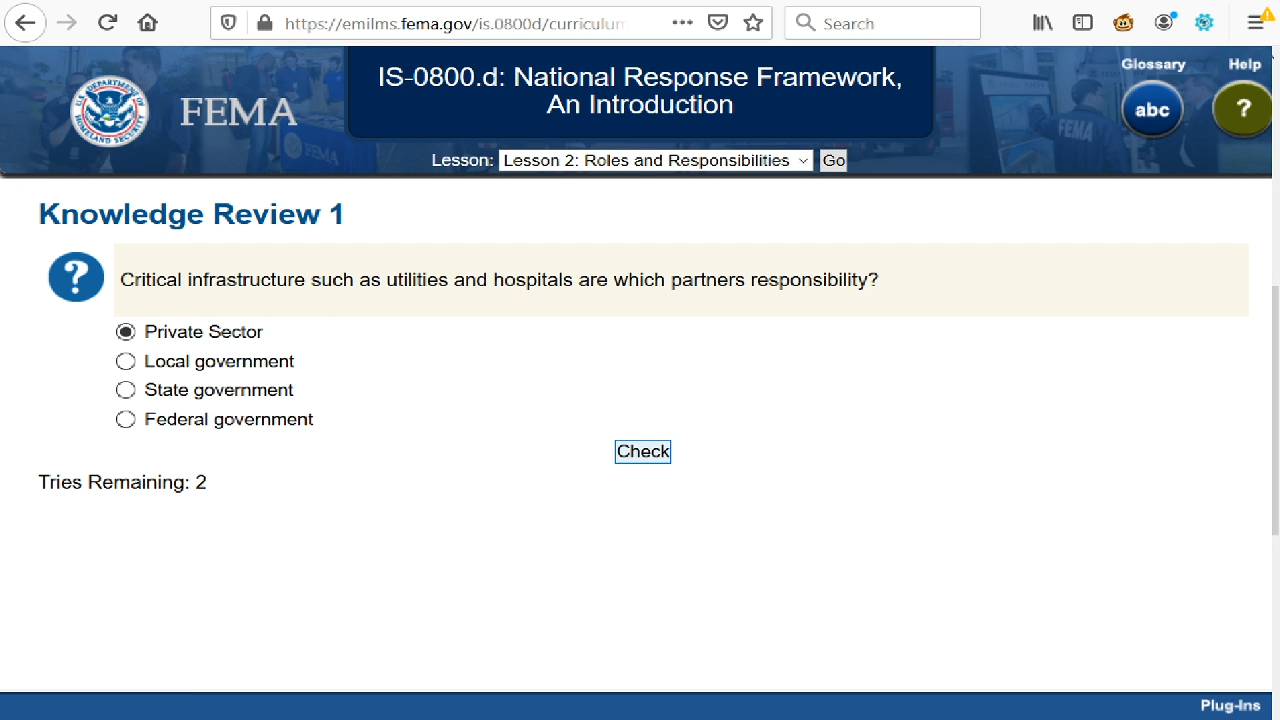 https://emilms.fema.gov/is.0800d/curriculum
Search
FEMA
IS-0800.d: National Response Framework,
An Introduction
Glossary
Help
abc
?
Lesson:
Lesson 2: Roles and Responsibilities
Go
Knowledge Review 1
?
Critical infrastructure such as utilities and hospitals are which partners responsibility?
Private Sector
Local government
State government
Federal government
Check
Tries Remaining: 2
Plug-Ins